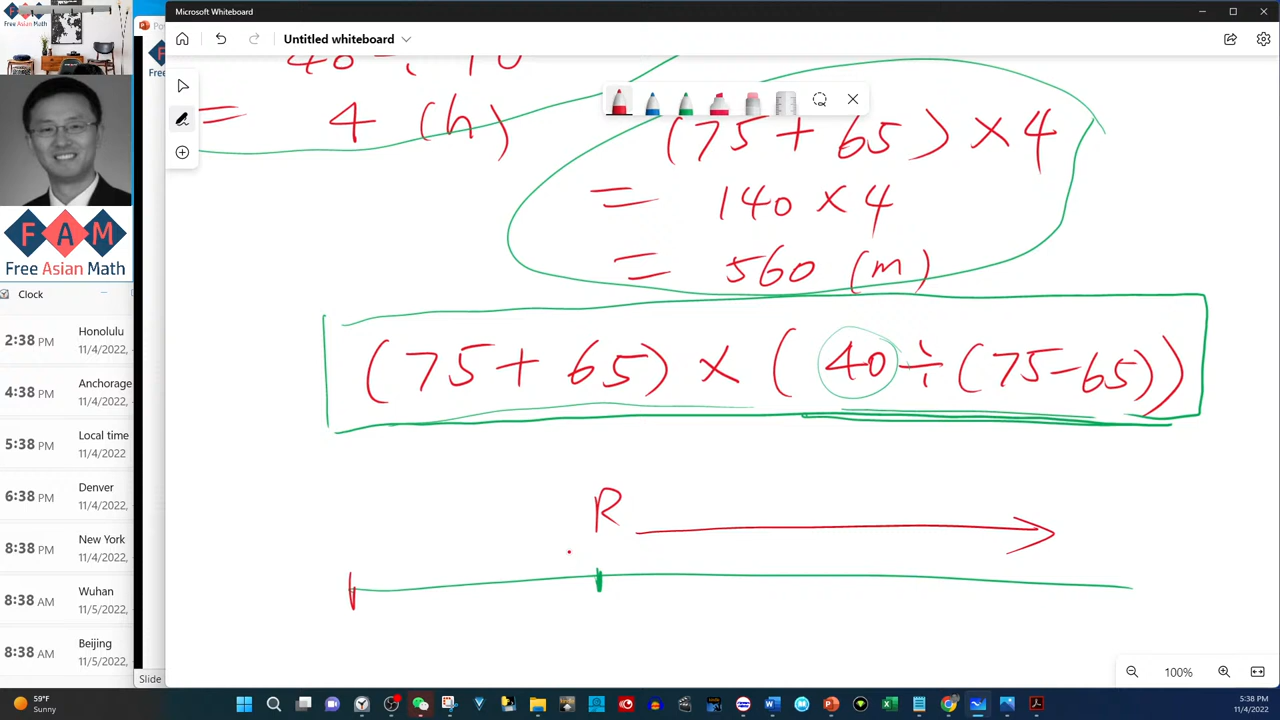 Free Asian Math
Microsoft Whiteboard
Untitled whiteboard
Free
= 4 (h)
(75 + 65) × 4
= 140 × 4
= 560 (m)
(75 + 65) × (40 ÷ (75 - 65))
R
F A M
Free Asian Math
Clock
Honolulu
2:38 PM
11/4/2022,
Anchorage
4:38 PM
11/4/2022,
Local time
5:38 PM
11/4/2022
Denver
6:38 PM
11/4/2022,
New York
8:38 PM
11/4/2022,
Wuhan
8:38 AM
11/5/2022,
Beijing
8:38 AM
11/5/2022,
Slide
100%
59°F
Sunny
5:38 PM
11/4/2022